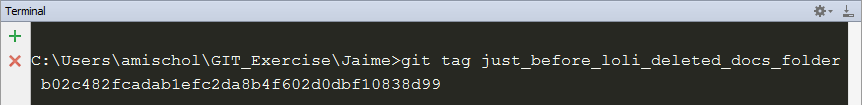 Terminal
C:\Users\amischol\GIT_Exercise\Jaime>git tag just_before_loli_deleted_docs_folder
b02c482fcadab1efc2da8b4f602d0dbf10838d99